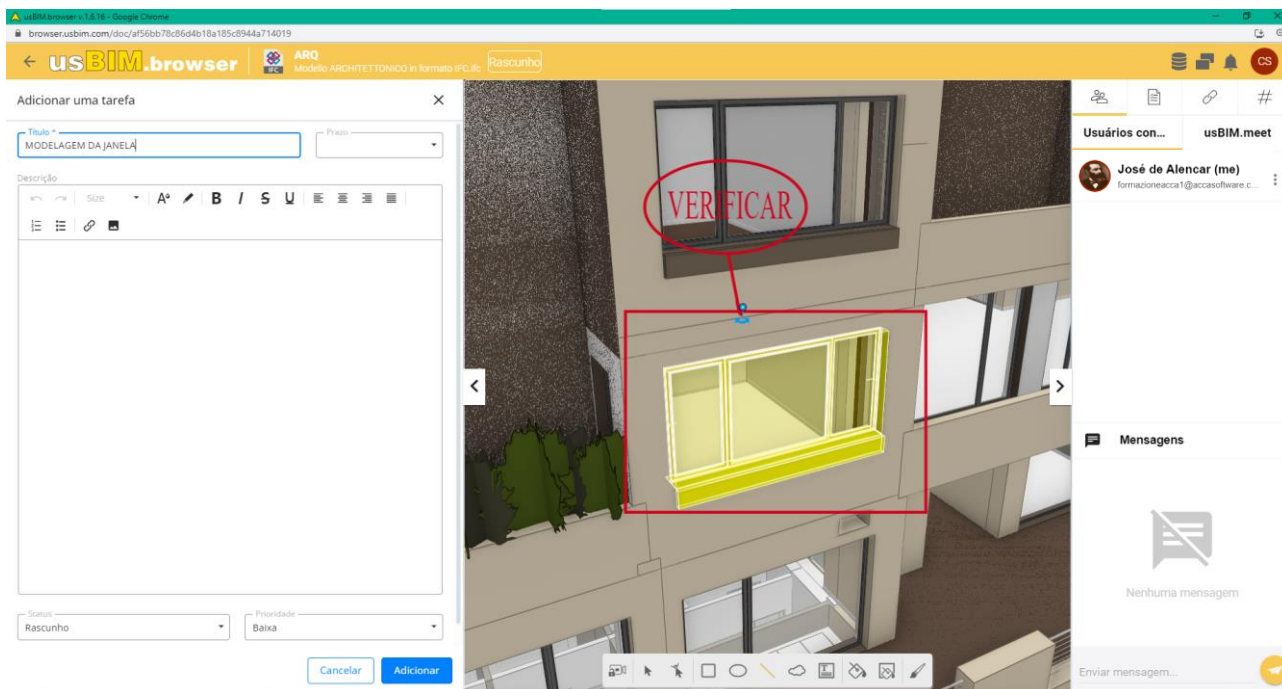 usBIM.browser v.1.6.16 - Google Chrome
browser.usbim.com/doc/af56bb78c86d4b18a185c8944a714019
usBIM.browser
IFC
ARQ
Modello ARCHITETTONICO in formato IFC.ifc
Rascunho
CS
Adicionar uma tarefa
Título *
MODELAGEM DA JANELA
Prazo
Descrição
Size
B I S U
VERIFICAR
Usuários con...
usBIM.meet
José de Alencar (me)
formazioneacca1@accasoftware.c...
Mensagens
Nenhuma mensagem
Status
Rascunho
Prioridade
Baixa
Cancelar
Adicionar
Enviar mensagem...